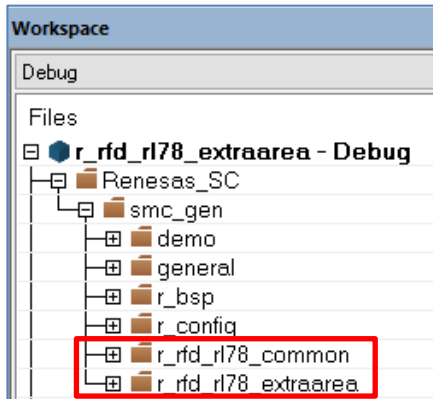 Workspace
Debug
Files
r_rfd_rl78_extraarea - Debug
Renesas_SC
smc_gen
demo
general
r_bsp
r_config
r_rfd_rl78_common
r_rfd_rl78_extraarea